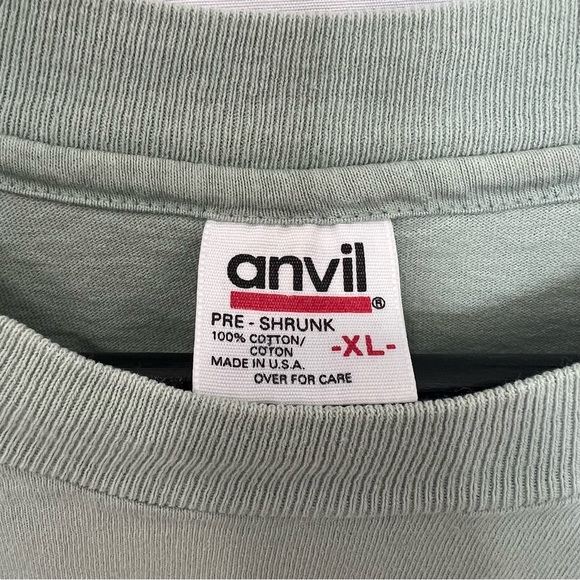 anvil®
PRE - SHRUNK
100% COTTON/
COTON
-XL-
MADE IN U.S.A.
OVER FOR CARE